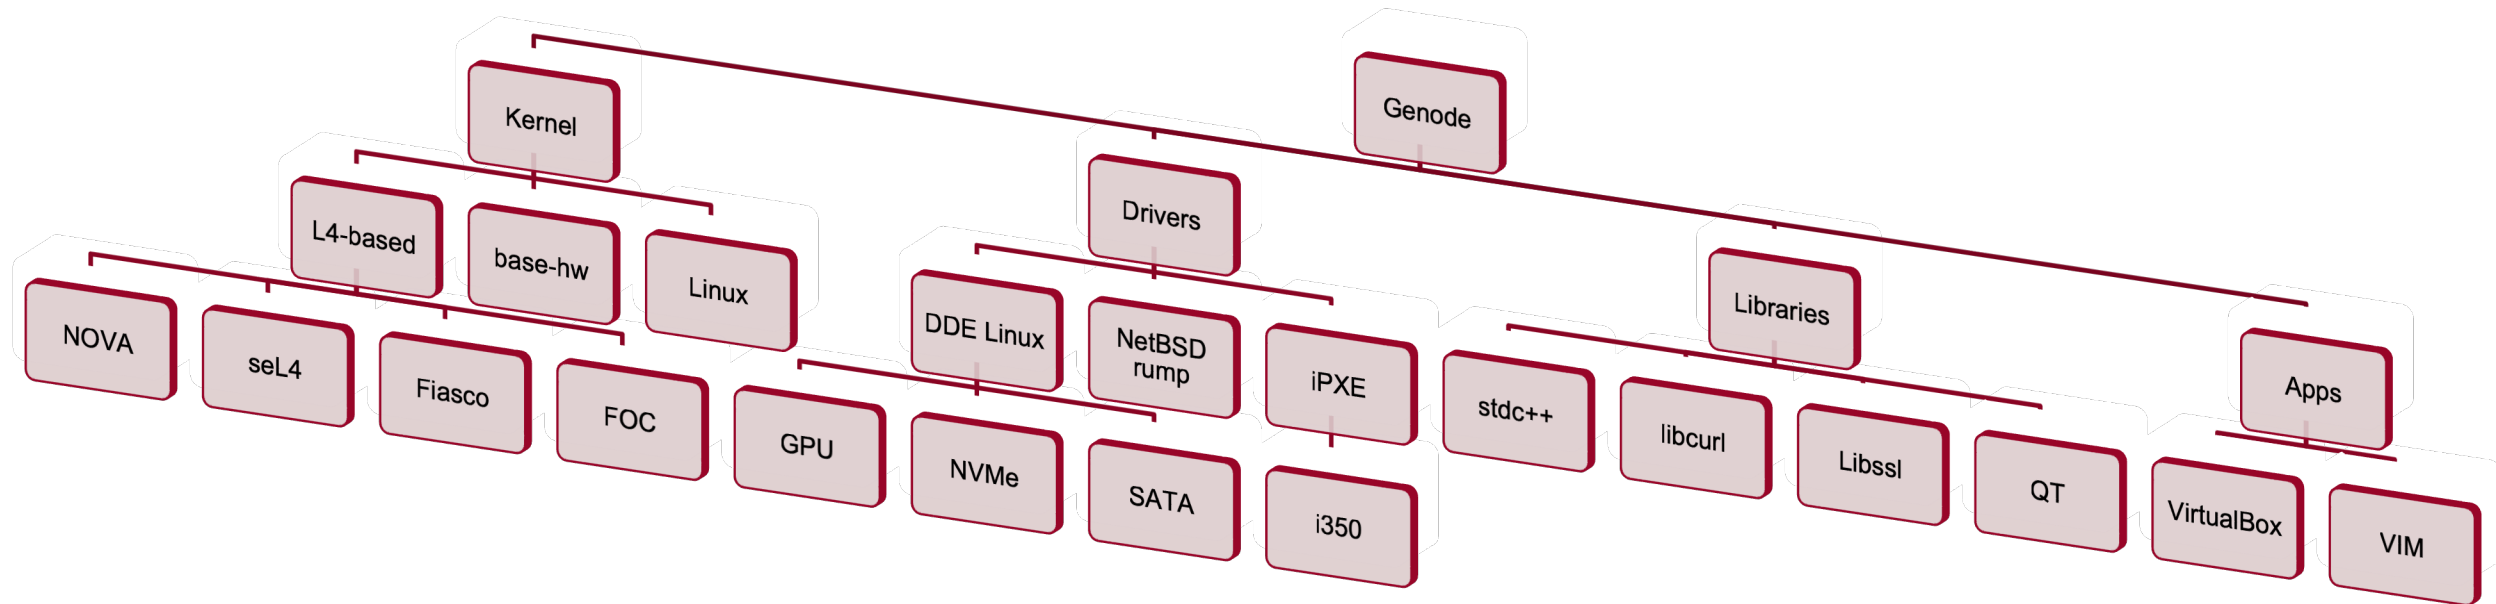 Genode
Kernel
Drivers
Libraries
Apps
L4-based
base-hw
Linux
DDE Linux
NetBSD
rump
iPXE
stdc++
libcurl
Libssl
QT
VirtualBox
VIM
NOVA
seL4
Fiasco
FOC
GPU
NVMe
SATA
i350